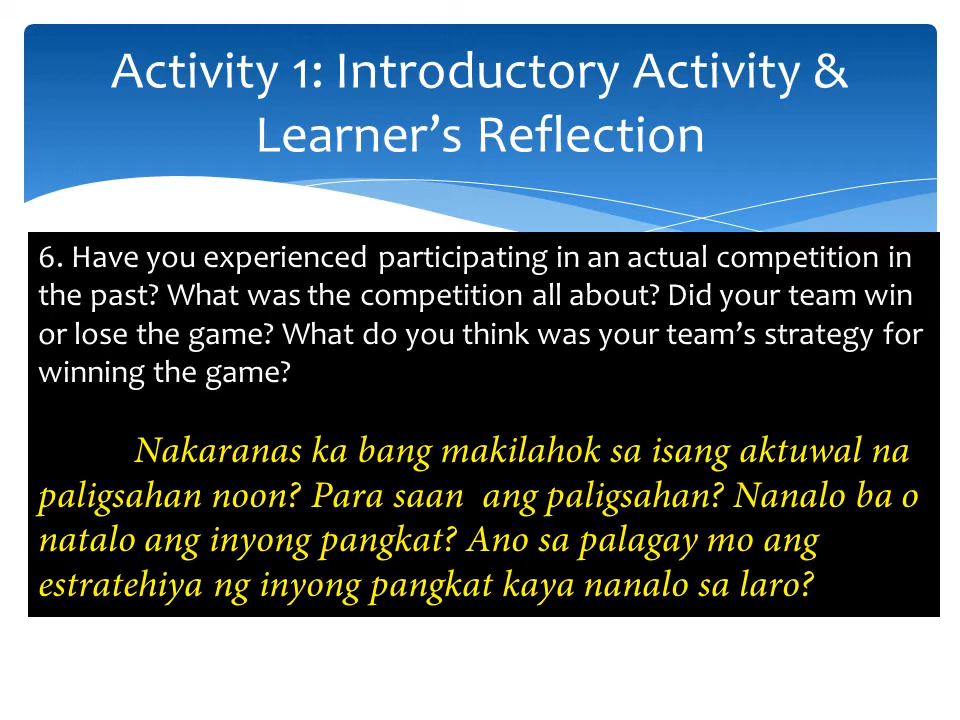 Activity 1: Introductory Activity &
Learner’s Reflection
6. Have you experienced participating in an actual competition in
the past? What was the competition all about? Did your team win
or lose the game? What do you think was your team’s strategy for
winning the game?
Nakaranas ka bang makilahok sa isang aktuwal na
paligsahan noon? Para saan ang paligsahan? Nanalo ba o
natalo ang inyong pangkat? Ano sa palagay mo ang
estratehiya ng inyong pangkat kaya nanalo sa laro?